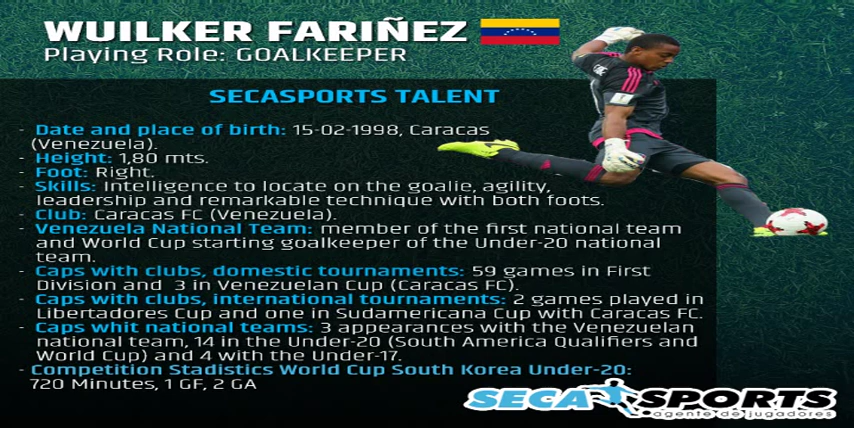 WUILKER FARIÑEZ
Playing Role: GOALKEEPER
SECASPORTS TALENT
- Date and place of birth: 15-02-1998, Caracas
(Venezuela).
- Height: 1,80 mts.
- Foot: Right.
- Skills: Intelligence to locate on the goalie, agility,
leadership and remarkable technique with both foots.
- Club: Caracas FC (Venezuela).
- Venezuela National Team: member of the first national team
and World Cup starting goalkeeper of the Under-20 national
team.
- Caps with clubs, domestic tournaments: 59 games in First
Division and 3 in Venezuelan Cup (Caracas FC).
- Caps with clubs, international tournaments: 2 games played in
Libertadores Cup and one in Sudamericana Cup with Caracas FC.
- Caps whit national teams: 3 appearances with the Venezuelan
national team, 14 in the Under-20 (South America Qualifiers and
World Cup) and 4 with the Under-17.
- Competition Stadistics World Cup South Korea Under-20:
720 Minutes, 1 GF, 2 GA
SECASPORTS
agente de jugadores